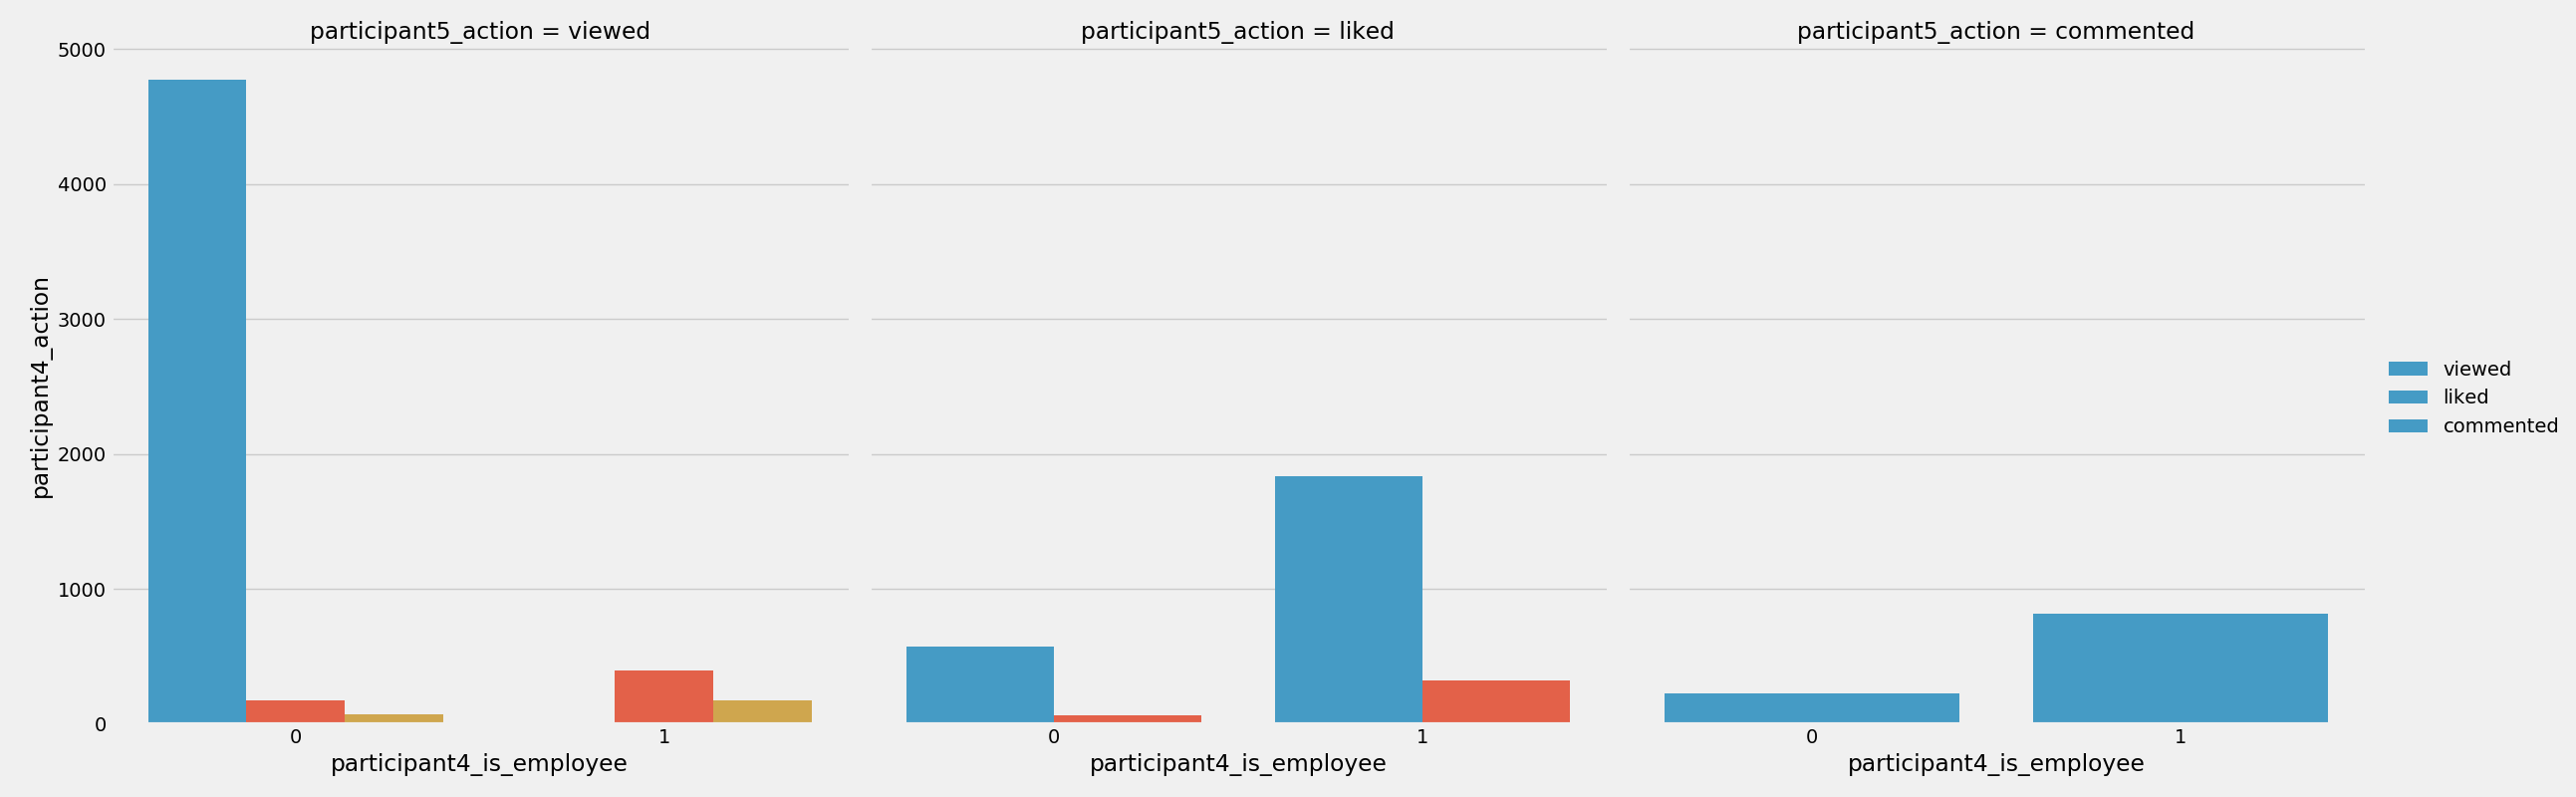 participant5_action = viewed
participant5_action = liked
participant5_action = commented
participant4_action
5000
4000
3000
2000
1000
0
0
1
0
1
0
1
participant4_is_employee
participant4_is_employee
participant4_is_employee
viewed
liked
commented